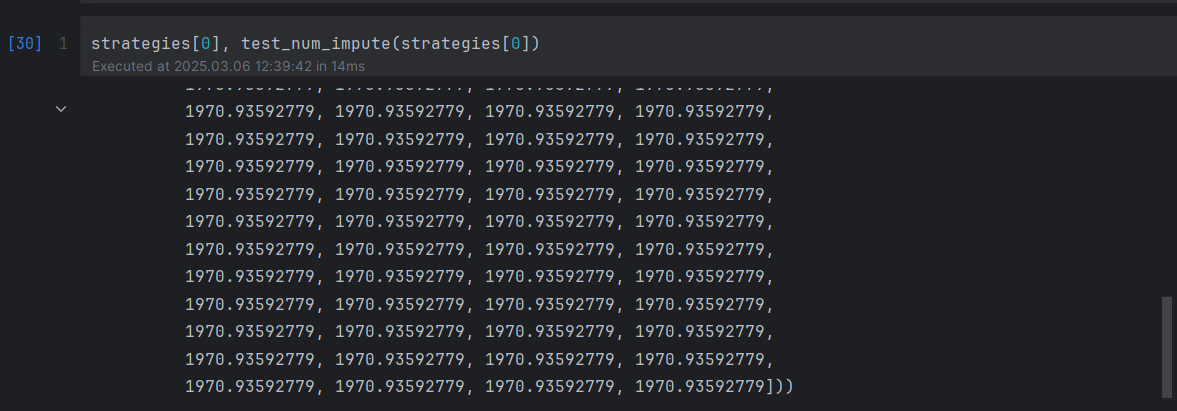 [30] 1 strategies[0], test_num_impute(strategies[0])
Executed at 2025.03.06 12:39:42 in 14ms
1970.93592779, 1970.93592779, 1970.93592779, 1970.93592779,
1970.93592779, 1970.93592779, 1970.93592779, 1970.93592779,
1970.93592779, 1970.93592779, 1970.93592779, 1970.93592779,
1970.93592779, 1970.93592779, 1970.93592779, 1970.93592779,
1970.93592779, 1970.93592779, 1970.93592779, 1970.93592779,
1970.93592779, 1970.93592779, 1970.93592779, 1970.93592779,
1970.93592779, 1970.93592779, 1970.93592779, 1970.93592779,
1970.93592779, 1970.93592779, 1970.93592779, 1970.93592779,
1970.93592779, 1970.93592779, 1970.93592779, 1970.93592779,
1970.93592779, 1970.93592779, 1970.93592779, 1970.93592779,
1970.93592779, 1970.93592779, 1970.93592779, 1970.93592779]))